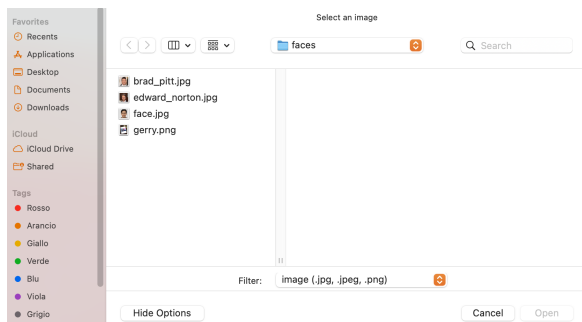 Select an image
Favorites
Recents
Applications
Desktop
Documents
Downloads
iCloud
iCloud Drive
Shared
Tags
Rosso
Arancio
Giallo
Verde
Blu
Viola
Grigio
faces
Search
brad_pitt.jpg
edward_norton.jpg
face.jpg
gerry.png
Filter: image (.jpg, .jpeg, .png)
Hide Options
Cancel Open